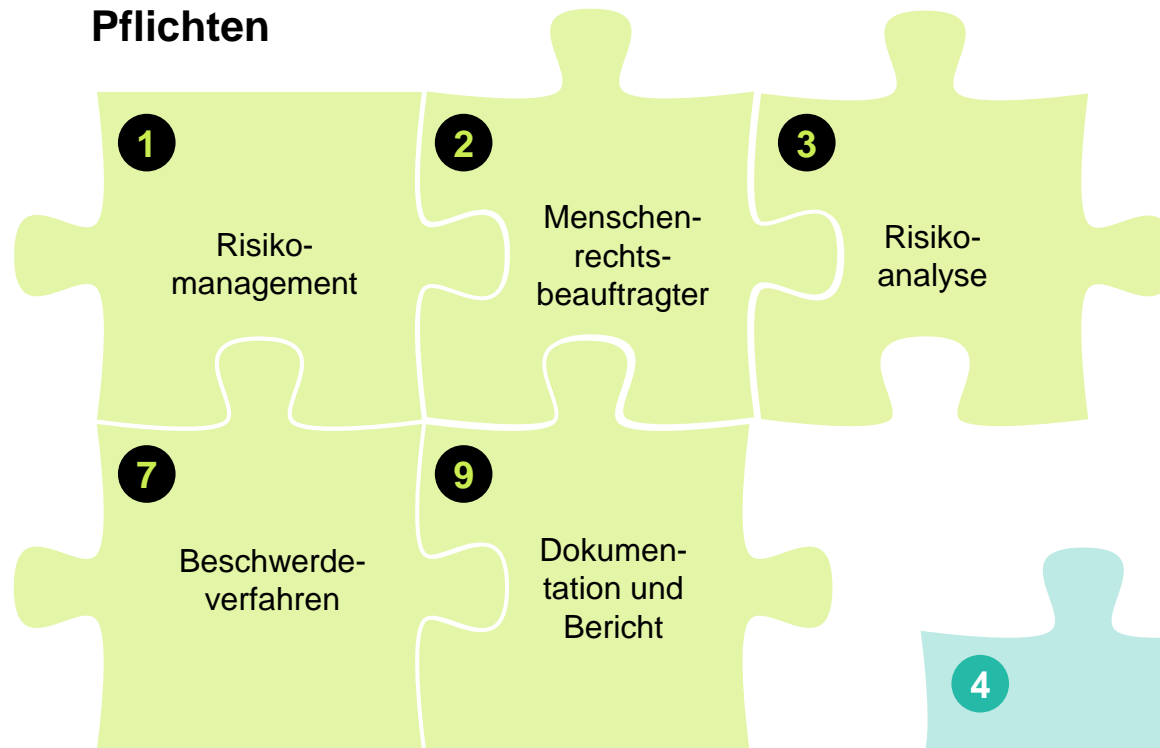 Pflichten
1
Risiko-
management
2
Menschen-
rechts-
beauftragter
3
Risiko-
analyse
7
Beschwerde-
verfahren
9
Dokumen-
tation und
Bericht
4